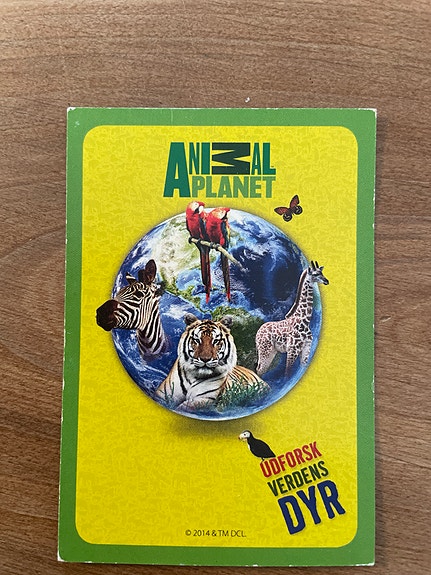 ANIMAL
PLANET
UDFORSK
VERDENS
DYR
© 2014 & TM DCL.